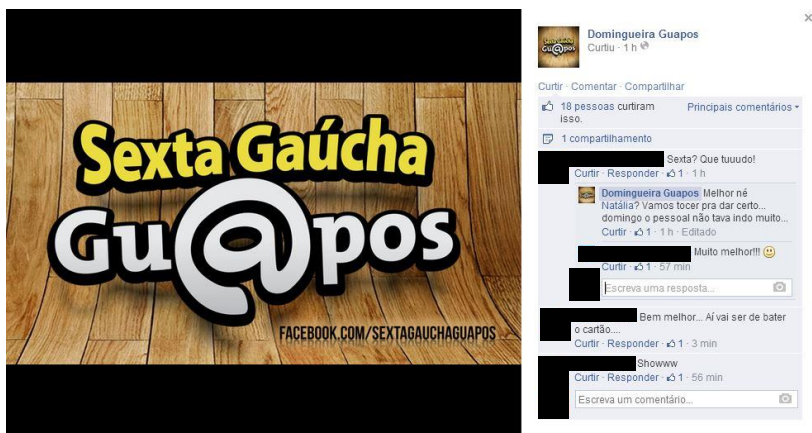 Sexta Gaúcha
Gu@pos
FACEBOOK.COM/SEXTAGAUCHAGUAPOS
Domingueira Guapos
Curtiu · 1 h
Curtir · Comentar · Compartilhar
18 pessoas curtiram
isso.
Principais comentários
1 compartilhamento
Sexta? Que tuuudo!
Curtir · Responder · 1 · 1 h
Domingueira Guapos Melhor né
Natália? Vamos tocer pra dar certo...
domingo o pessoal não tava indo muito...
Curtir · 1 · 1 h · Editado
Muito melhor!!!
Curtir · 1 · 57 min
Escreva uma resposta...
Bem melhor... Aí vai ser de bater
o cartão....
Curtir · Responder · 1 · 3 min
Showww
Curtir · Responder · 1 · 56 min
Escreva um comentário...